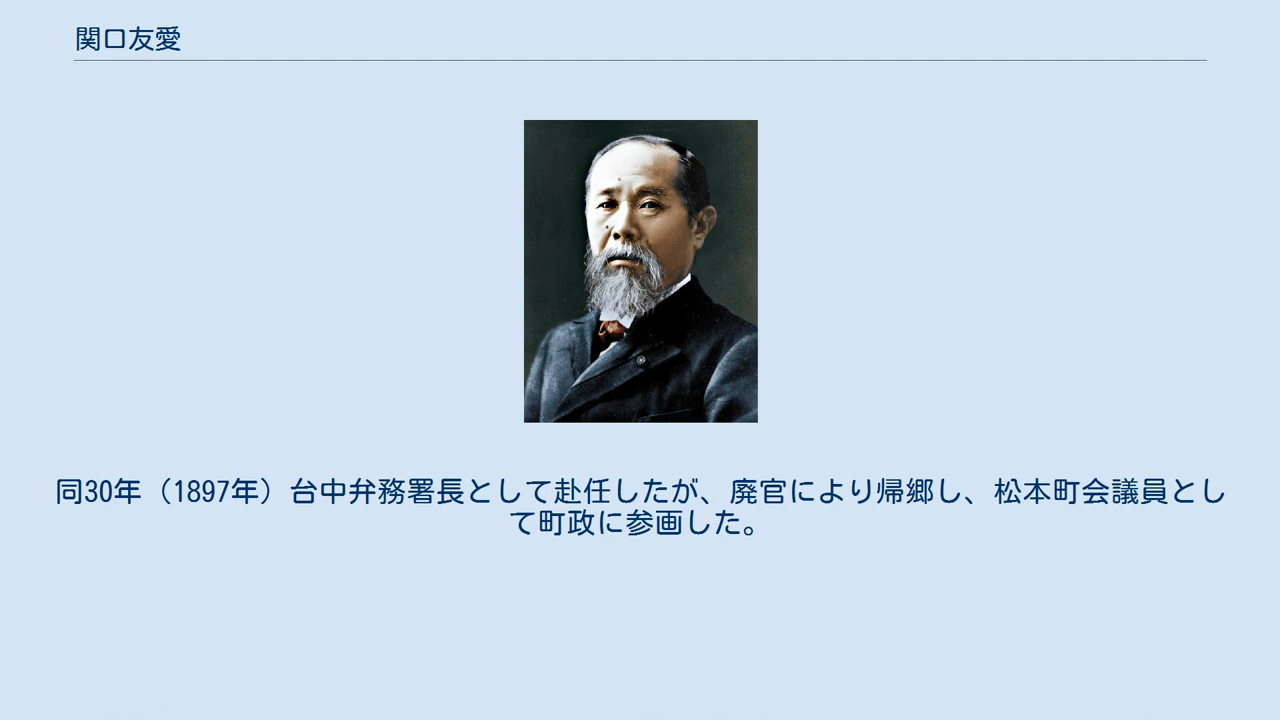 関口友愛
同30年（1897年）台中弁務署長として赴任したが、廃官により帰郷し、松本町会議員とし
て町政に参画した。